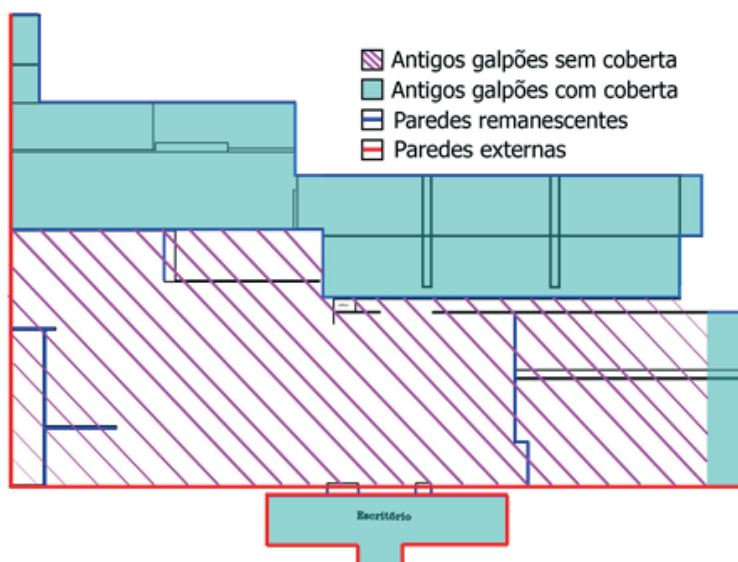 Antigos galpões sem coberta
Antigos galpões com coberta
Paredes remanescentes
Paredes externas
Escritório